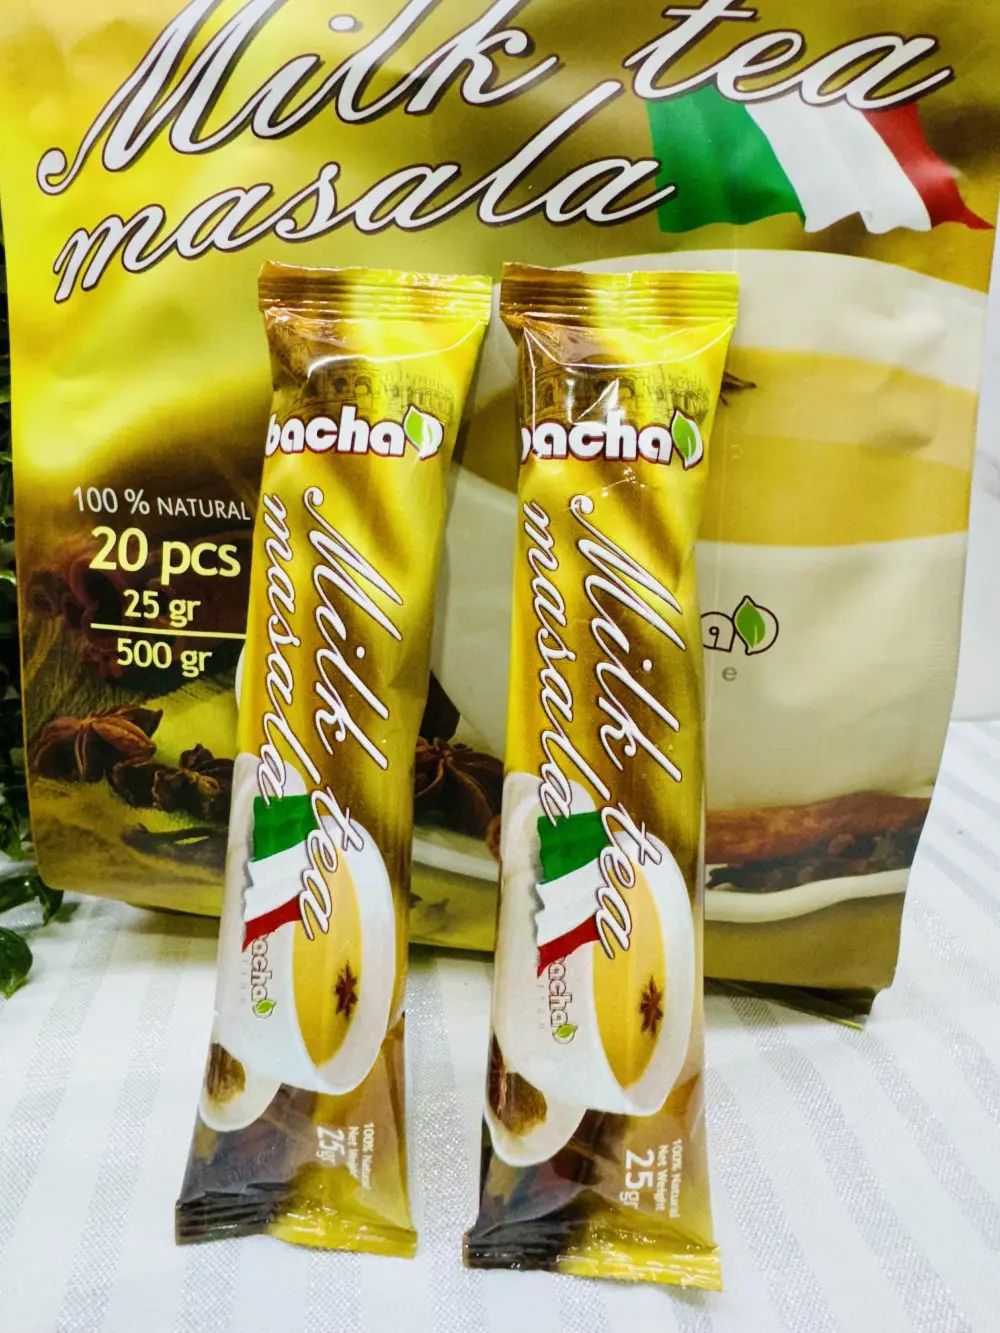 Milk tea
masala
100 % NATURAL
20 pcs
25 gr
500 gr
a
e
bacha
Milk tea
masala
bacha
100% Natural
Net Weight
25gr
bacha
Milk tea
masala
bacha
100% Natural
Net Weight
25gr